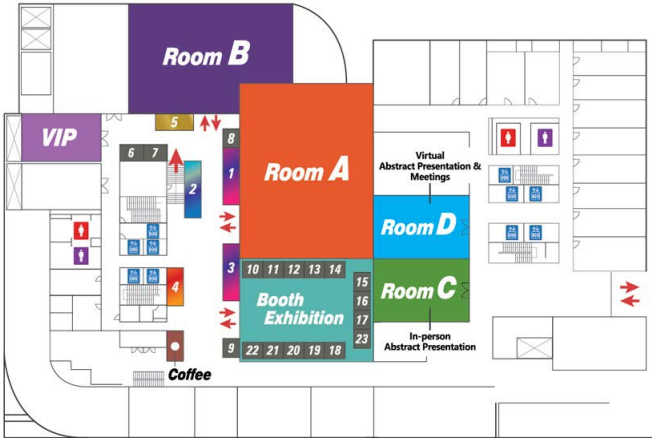 Room B
VIP
5
6 7
8
1
2
Room A
Virtual
Abstract Presentation &
Meetings
Room D
3
4
10 11 12 13 14
15
16
17
23
Booth
Exhibition
Room C
9
22 21 20 19 18
In-person
Abstract Presentation
Coffee